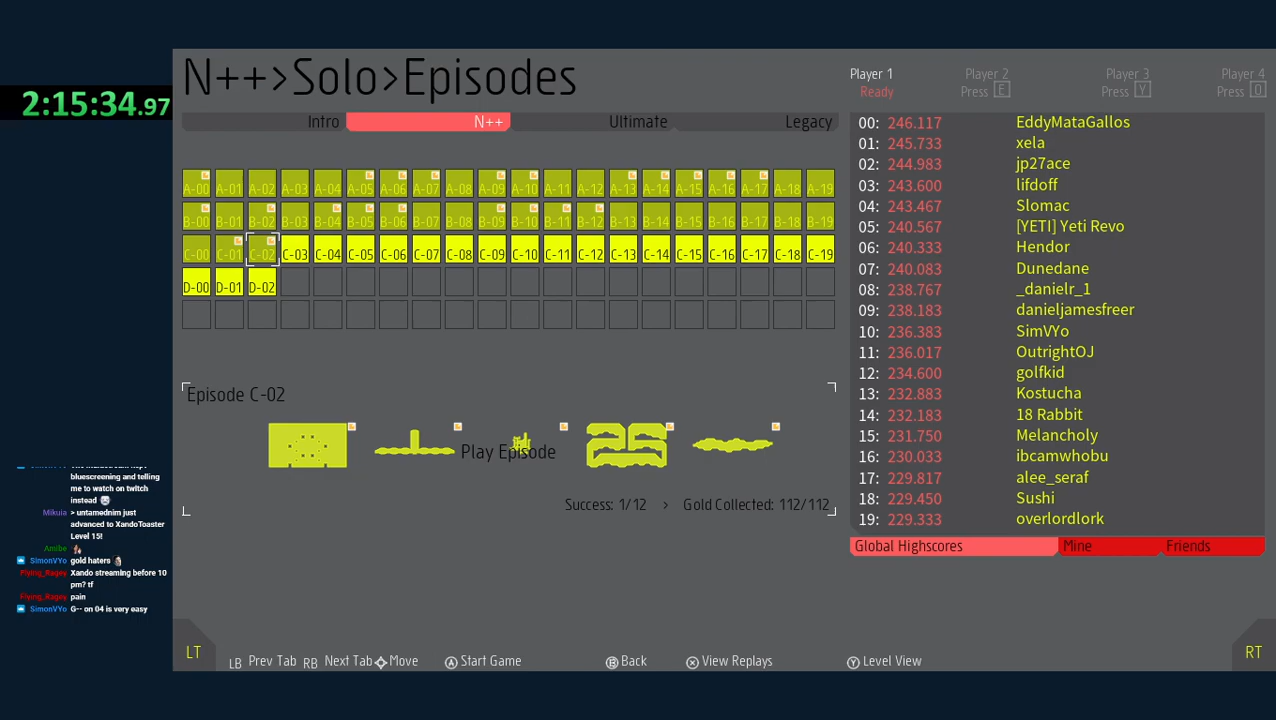 N++>Solo>Episodes
Player 1
Ready
Player 2
Press E
Player 3
Press Y
Player 4
Press O
2:15:34.97
Intro
N++
Ultimate
Legacy
A-00 A-01 A-02 A-03 A-04 A-05 A-06 A-07 A-08 A-09 A-10 A-11 A-12 A-13 A-14 A-15 A-16 A-17 A-18 A-19
B-00 B-01 B-02 B-03 B-04 B-05 B-06 B-07 B-08 B-09 B-10 B-11 B-12 B-13 B-14 B-15 B-16 B-17 B-18 B-19
C-00 C-01 C-02 C-03 C-04 C-05 C-06 C-07 C-08 C-09 C-10 C-11 C-12 C-13 C-14 C-15 C-16 C-17 C-18 C-19
D-00 D-01 D-02
00: 246.117 EddyMataGallos
01: 245.733 xela
02: 244.983 jp27ace
03: 243.600 lifdoff
04: 243.467 Slomac
05: 240.567 [YETI] Yeti Revo
06: 240.333 Hendor
07: 240.083 Dunedane
08: 238.767 _danielr_1
09: 238.183 danieljamesfreer
10: 236.383 SimVYo
11: 236.017 OutrightOJ
12: 234.600 golfkid
13: 232.883 Kostucha
14: 232.183 18 Rabbit
15: 231.750 Melancholy
16: 230.033 ibcamwhobu
17: 229.817 alee_seraf
18: 229.450 Sushi
19: 229.333 overlordlork
Global Highscores
Mine
Friends
Episode C-02
Play Episode
Success: 1/12 > Gold Collected: 112/112
bluescreening and telling
me to watch on twitch
instead
Mikuia > untamednim just
advanced to XandoToaster
Level 15!
Amibe
SimonVYo gold haters
Flying_Ragey Xando streaming before 10
pm? tf
Flying_Ragey pain
SimonVYo G-- on 04 is very easy
LT
LB Prev Tab RB Next Tab Move A Start Game B Back X View Replays Y Level View
RT